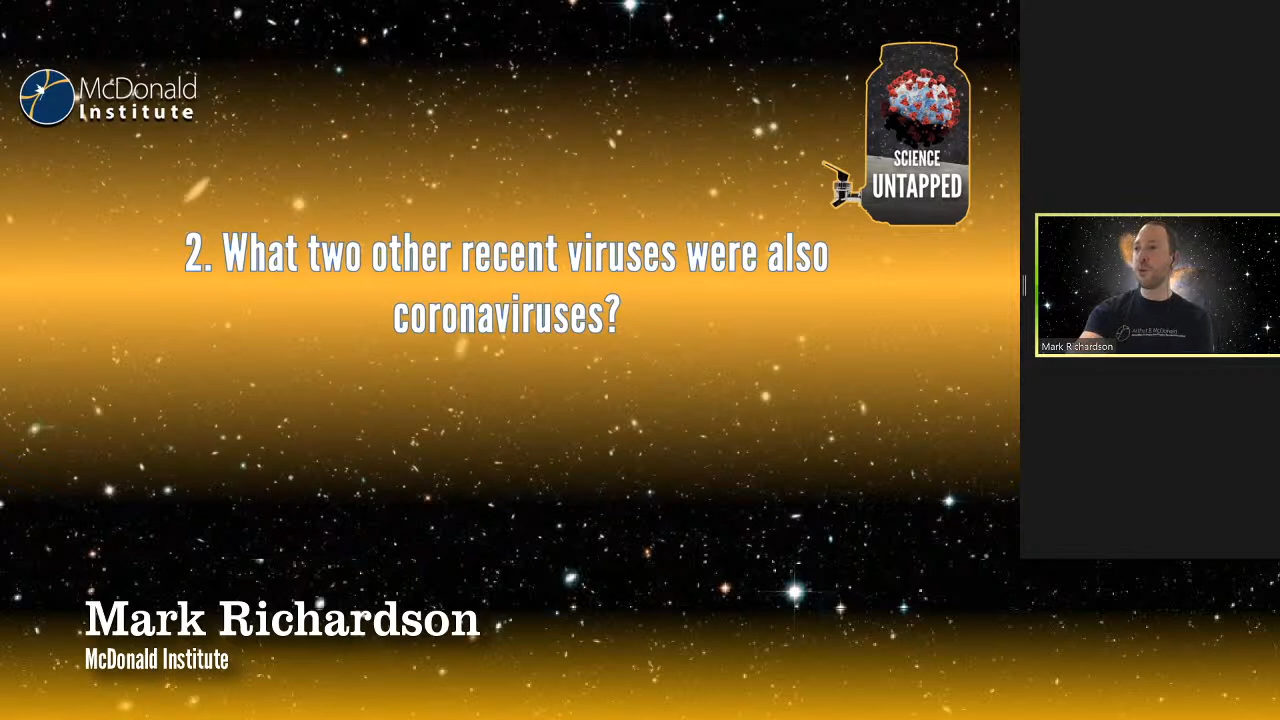 McDonald
Institute
SCIENCE
UNTAPPED
2. What two other recent viruses were also
coronaviruses?
Mark Richardson
Mark Richardson
McDonald Institute